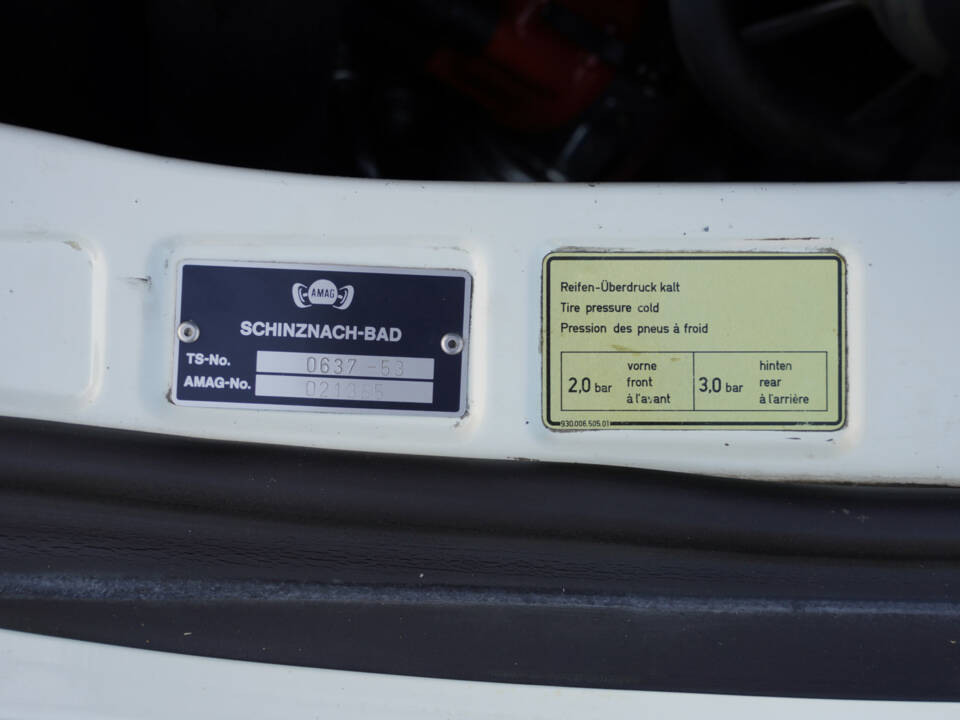 AMAG
SCHINZNACH-BAD
TS-No. 0637-53
AMAG-No. 021385
Reifen-Überdruck kalt
Tire pressure cold
Pression des pneus à froid
2,0 bar
vorne
front
à l'avant
3,0 bar
hinten
rear
à l'arrière
930.006.505.01